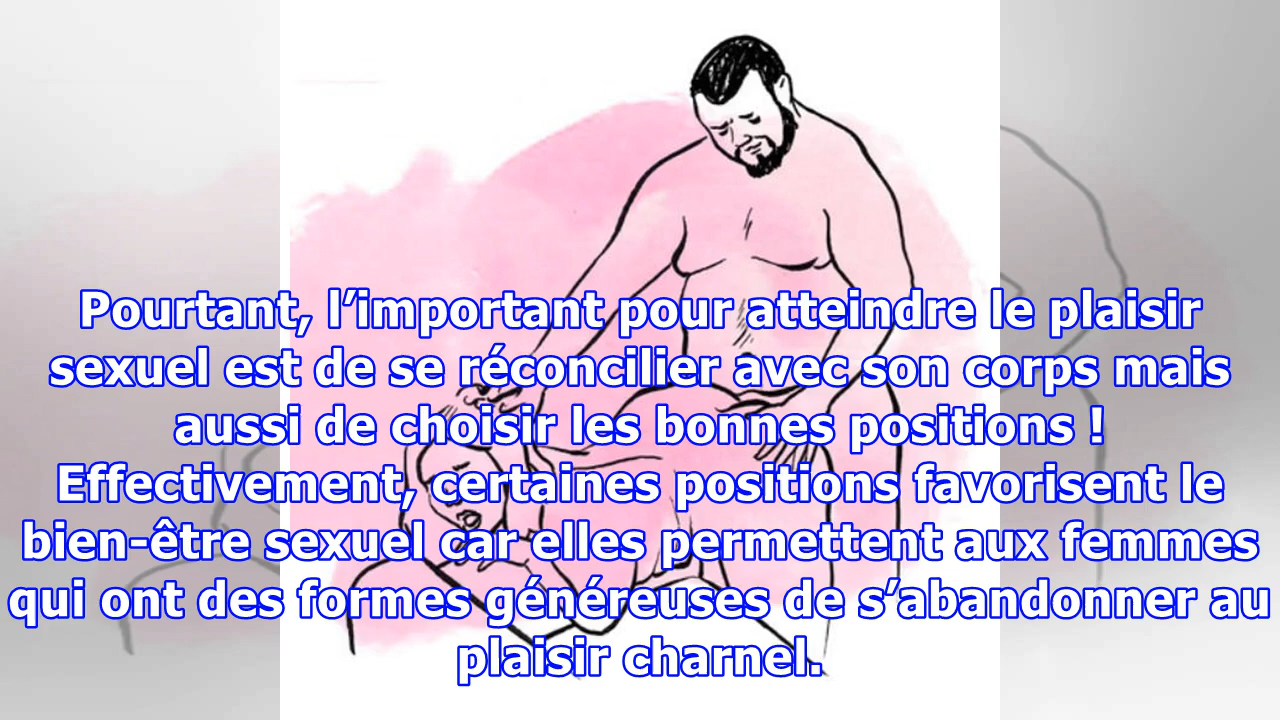 Pourtant, l’important pour atteindre le plaisir
sexuel est de se réconcilier avec son corps mais
aussi de choisir les bonnes positions !
Effectivement, certaines positions favorisent le
bien-être sexuel car elles permettent aux femmes
qui ont des formes généreuses de s’abandonner au
plaisir charnel.